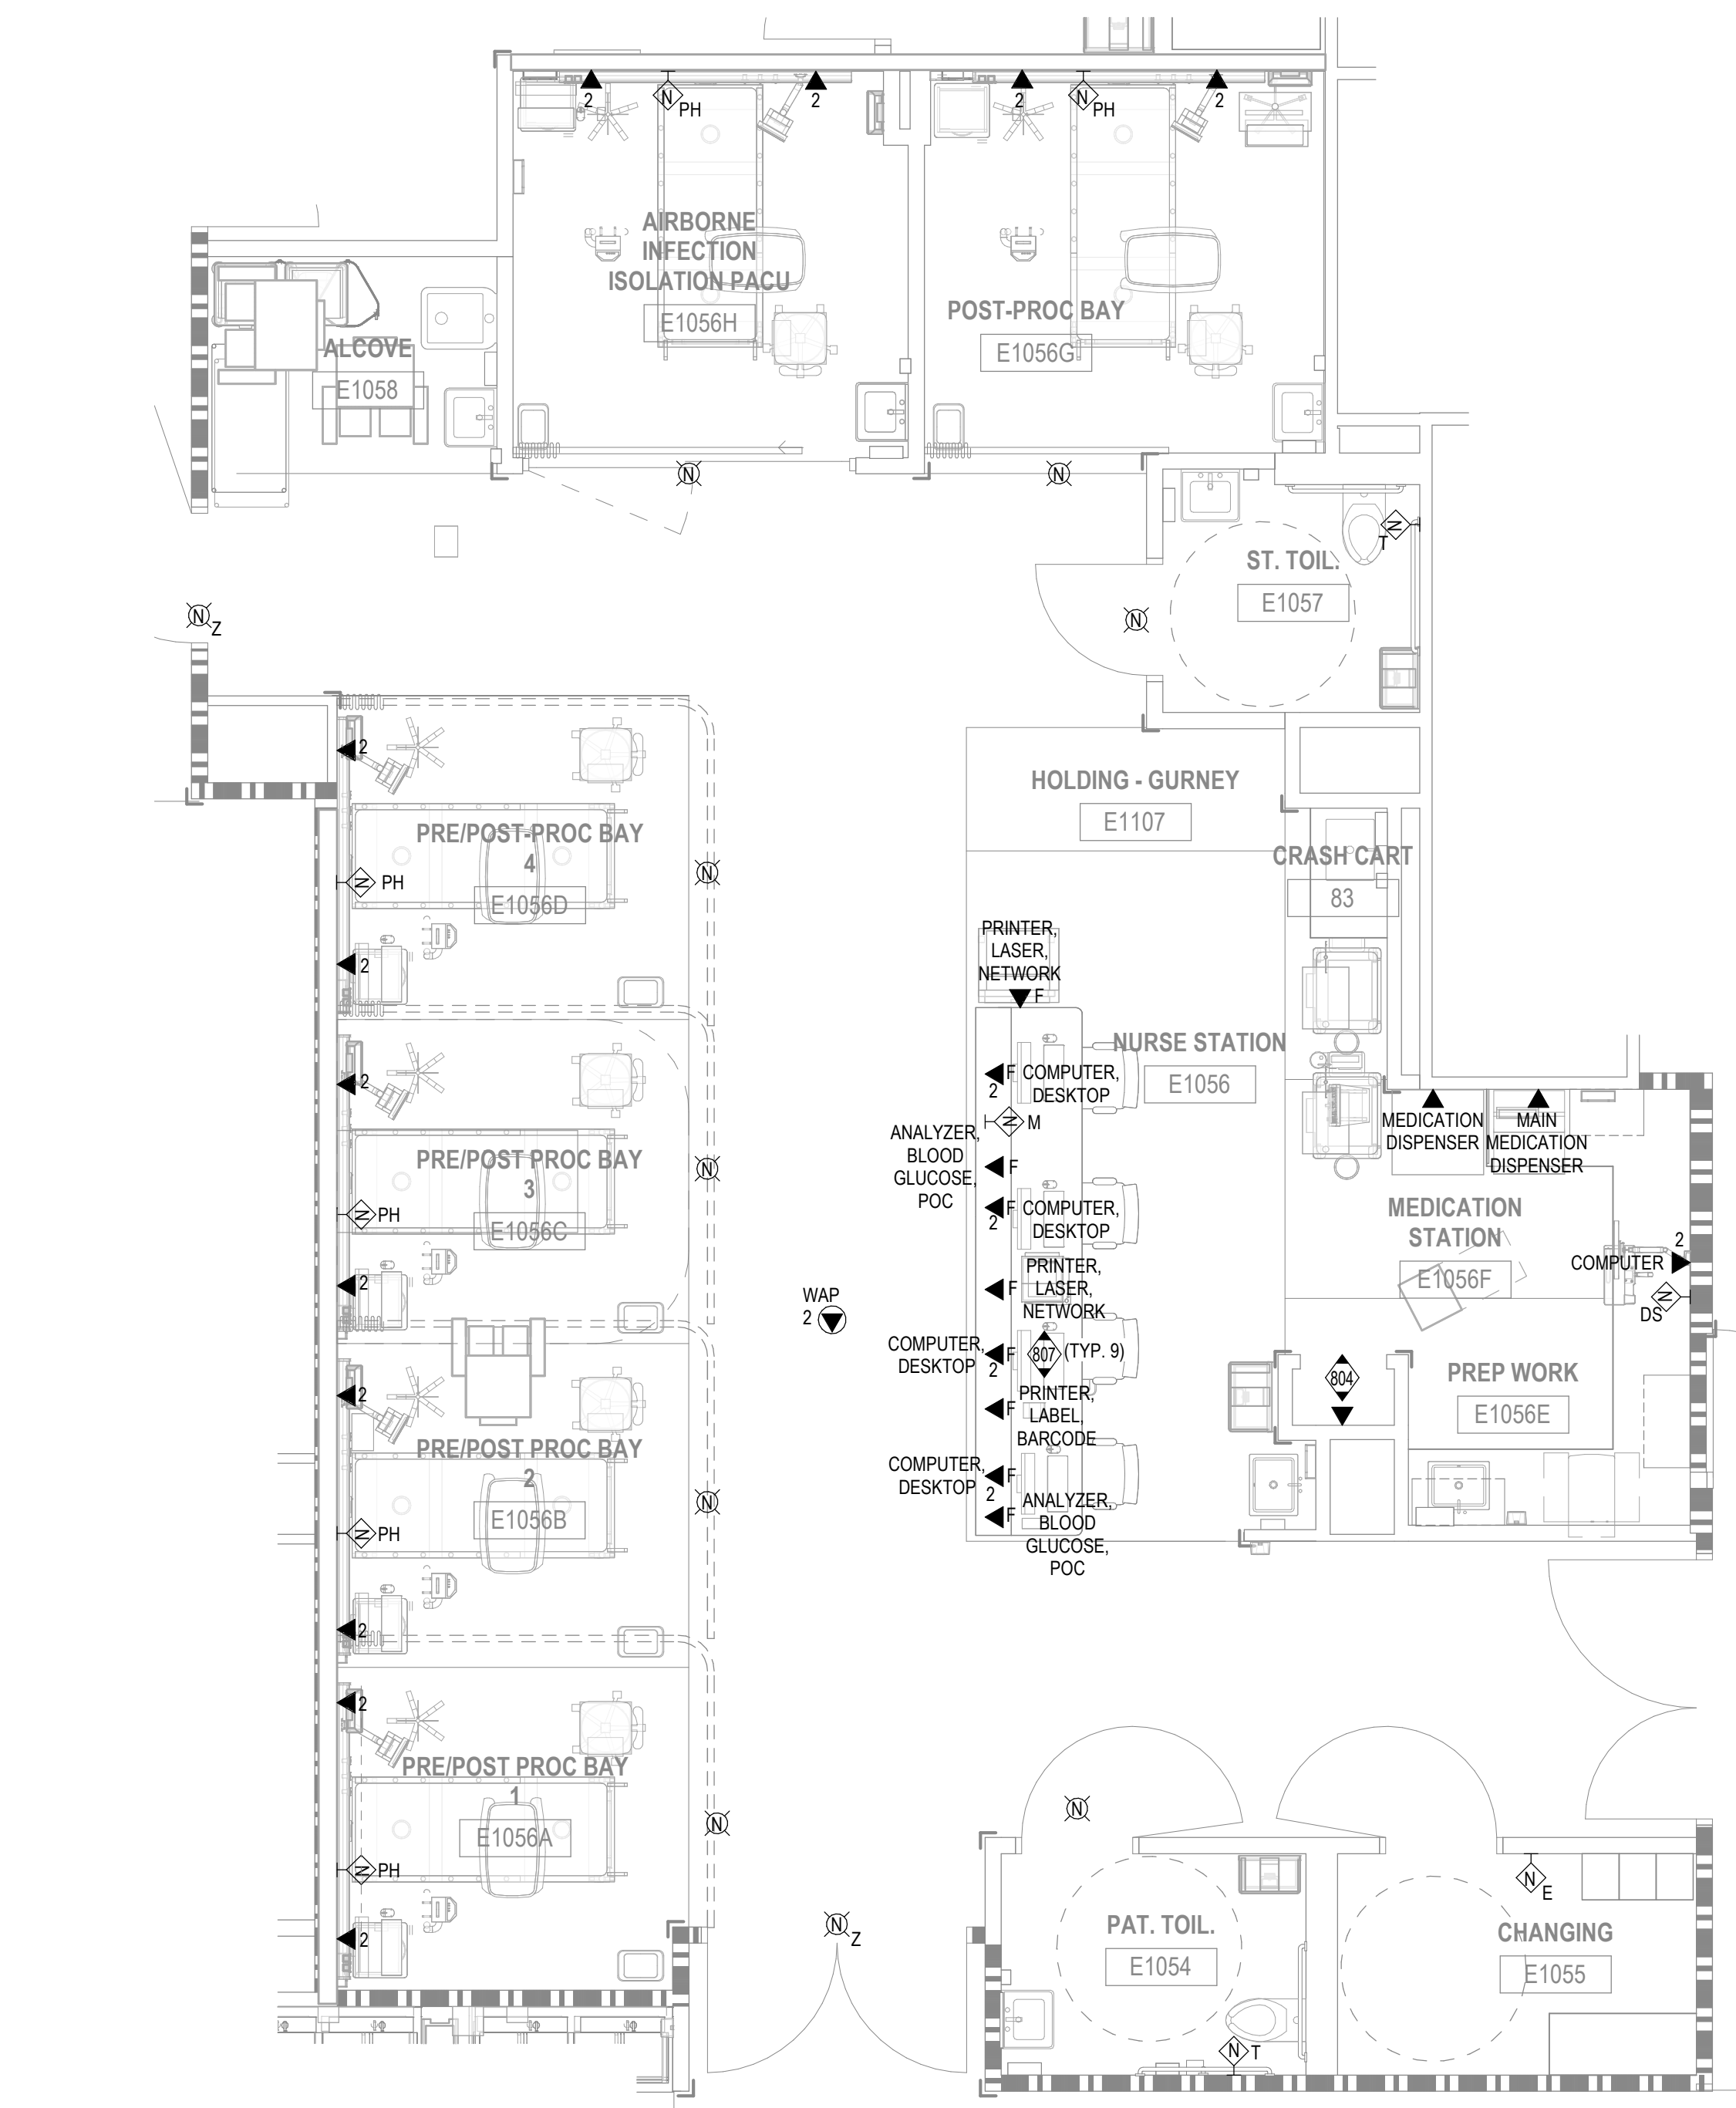 2
N
PH
2
2
N
PH
2
AIRBORNE
INFECTION
ISOLATION PACU
E1056H
POST-PROC BAY
E1056G
ALCOVE
E1058
N
N
N
T
ST. TOIL.
E1057
N
Z
N
2
HOLDING - GURNEY
E1107
PRE/POST-PROC BAY
4
E1056D
N
PH
N
CRASH CART
83
2
PRINTER,
LASER,
NETWORK
F
NURSE STATION
E1056
2
F
2
COMPUTER,
DESKTOP
N
M
ANALYZER,
BLOOD
GLUCOSE,
POC
F
MEDICATION
DISPENSER
MAIN
MEDICATION
DISPENSER
PRE/POST PROC BAY
3
E1056C
N
PH
N
F
2
COMPUTER,
DESKTOP
MEDICATION
STATION
E1056F
2
COMPUTER
N
DS
2
WAP
2
F
PRINTER,
LASER,
NETWORK
COMPUTER,
DESKTOP
F
2
807
(TYP. 9)
804
PREP WORK
E1056E
2
F
PRINTER,
LABEL,
BARCODE
PRE/POST PROC BAY
2
E1056B
N
PH
N
COMPUTER,
DESKTOP
F
2
F
ANALYZER,
BLOOD
GLUCOSE,
POC
2
2
PRE/POST PROC BAY
1
E1056A
N
PH
N
N
N
E
2
N
Z
PAT. TOIL.
E1054
CHANGING
E1055
N
T